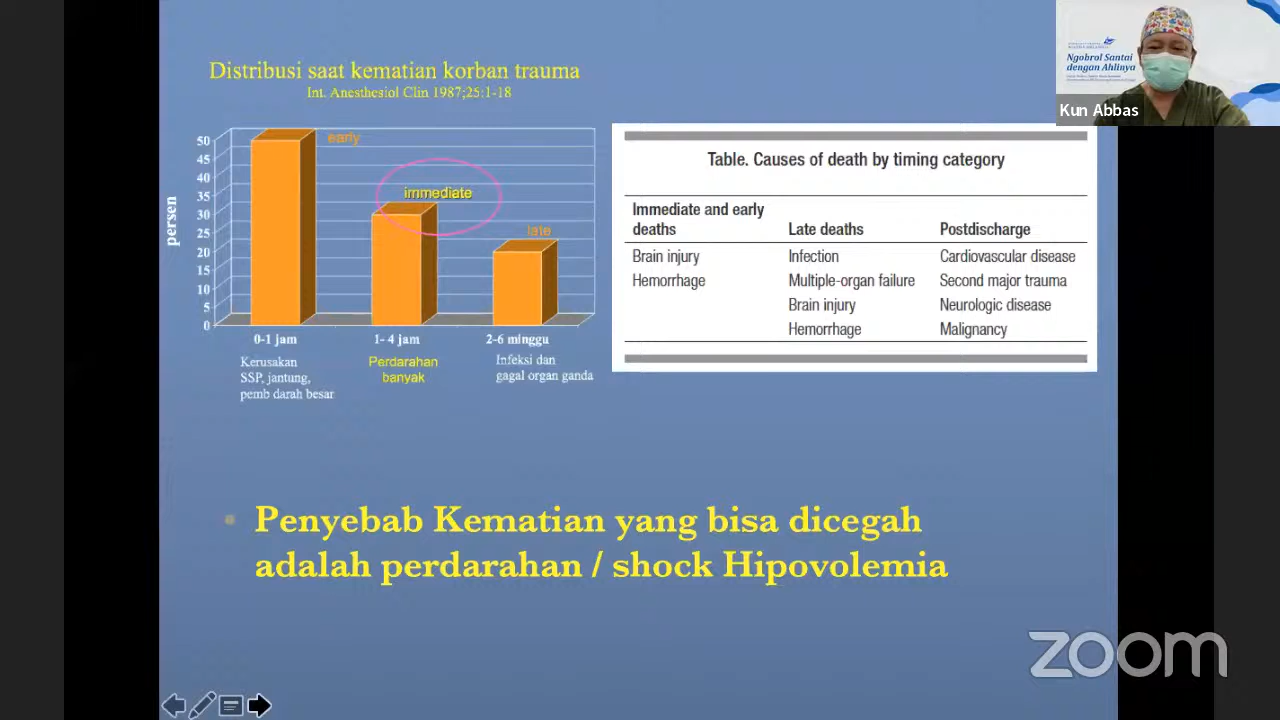 Distribusi saat kematian korban trauma
Int. Anesthesiol Clin 1987;25:1-18
persen
50
45
40
35
30
25
20
15
10
5
0
early
immediate
late
0-1 jam
1- 4 jam
2-6 minggu
Kerusakan
SSP, jantung,
pemb darah besar
Perdarahan
banyak
Infeksi dan
gagal organ ganda
Table. Causes of death by timing category
Immediate and early
deaths
Late deaths
Postdischarge
Brain injury
Infection
Cardiovascular disease
Hemorrhage
Multiple-organ failure
Second major trauma
Brain injury
Neurologic disease
Hemorrhage
Malignancy
Penyebab Kematian yang bisa dicegah
adalah perdarahan / shock Hipovolemia
Ngobrol Santai
dengan Ahlinya
Kun Abbas
zoom